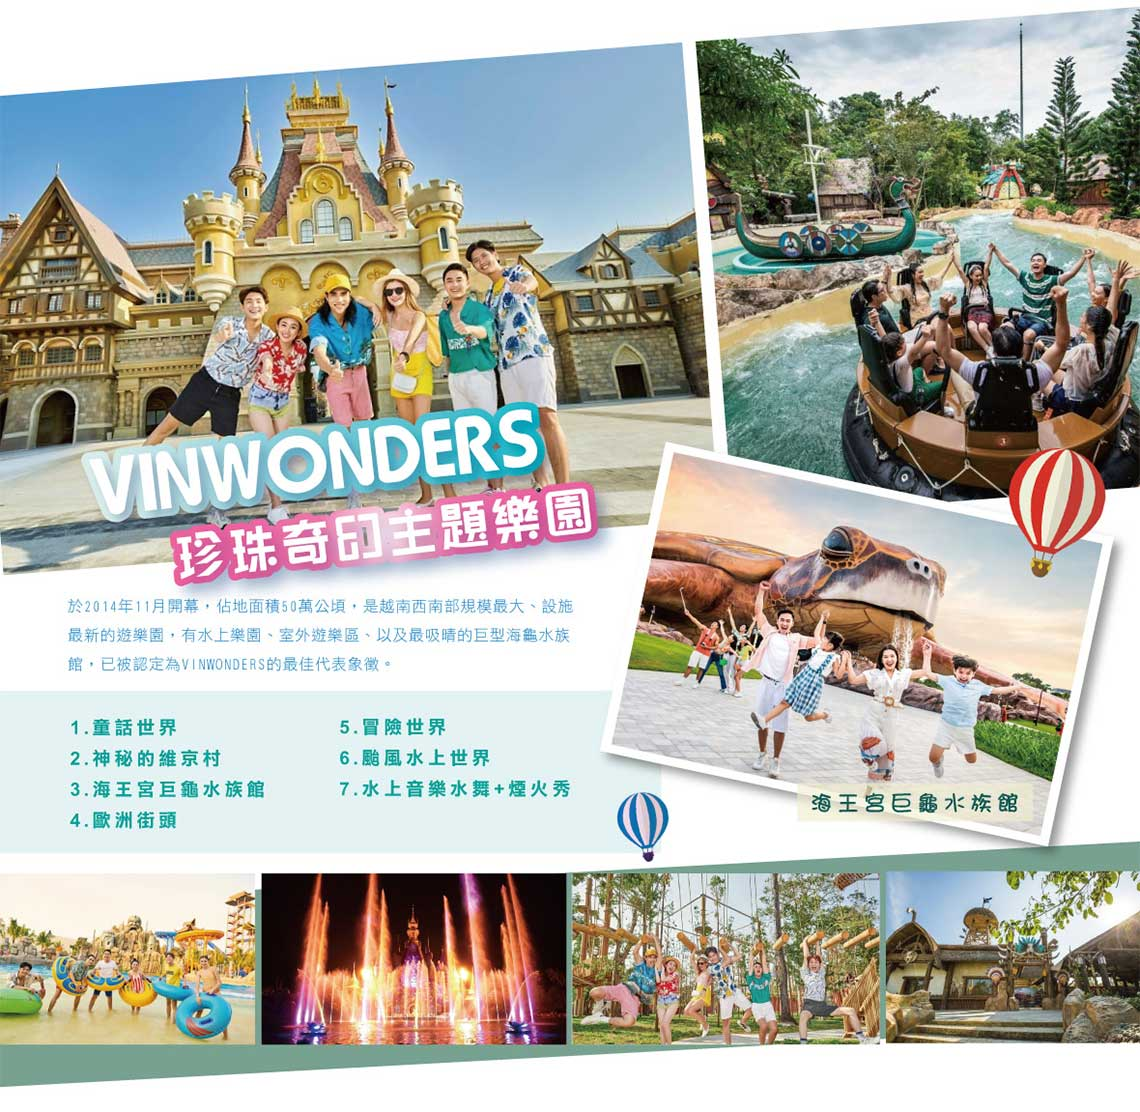 VINWONDERS
珍珠奇幻主題樂園
於2014年11月開幕，佔地面積50萬公頃，是越南西南部規模最大、設施
最新的遊樂園，有水上樂園、室外遊樂區、以及最吸晴的巨型海龜水族
館，已被認定為VINWONDERS的最佳代表象徵。
1.童話世界
2.神秘的維京村
3.海王宮巨龜水族館
4.歐洲街頭
5.冒險世界
6.颱風水上世界
7.水上音樂水舞+煙火秀
海王宮巨龜水族館
3